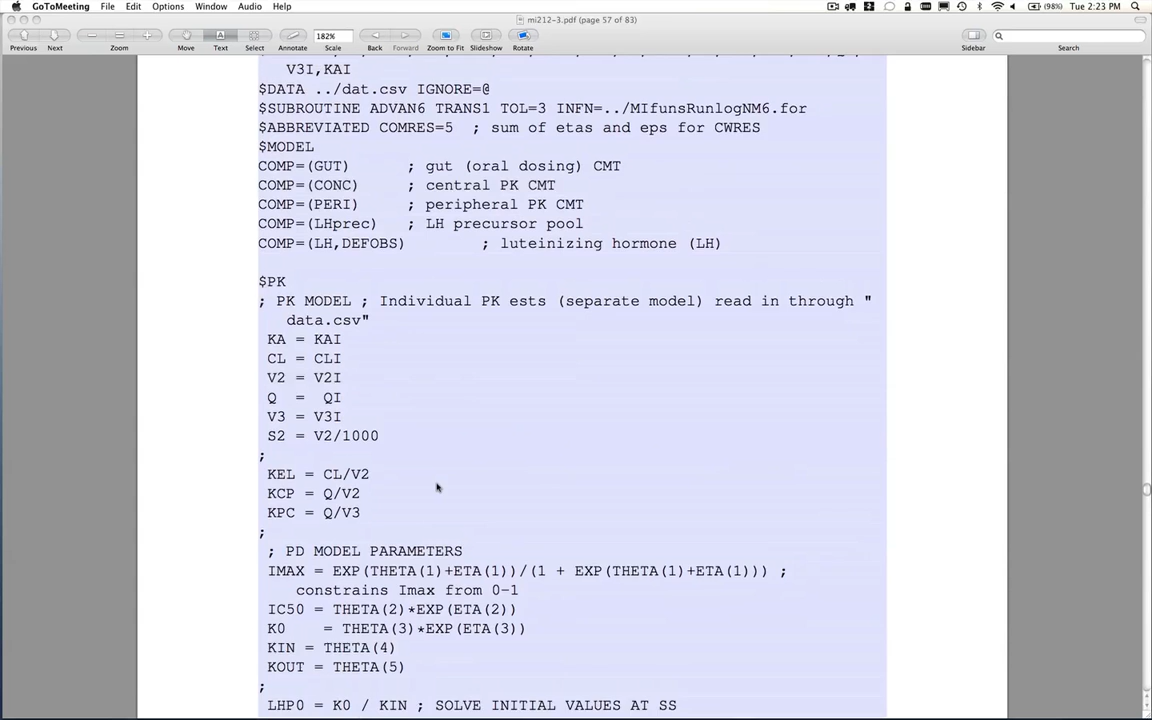 GoToMeeting File Edit Options Window Audio Help
(98%) Tue 2:23 PM
mi212-3.pdf (page 57 of 83)
182%
Previous Next Zoom Move Text Select Annotate Scale Back Forward Zoom to Fit Slideshow Rotate Sidebar Search
V3I,KAI
$DATA ../dat.csv IGNORE=@
$SUBROUTINE ADVAN6 TRANS1 TOL=3 INFN=../MIfunsRunlogNM6.for
$ABBREVIATED COMRES=5 ; sum of etas and eps for CWRES
$MODEL
COMP=(GUT) ; gut (oral dosing) CMT
COMP=(CONC) ; central PK CMT
COMP=(PERI) ; peripheral PK CMT
COMP=(LHprec) ; LH precursor pool
COMP=(LH,DEFOBS) ; luteinizing hormone (LH)
$PK
; PK MODEL ; Individual PK ests (separate model) read in through "
data.csv"
KA = KAI
CL = CLI
V2 = V2I
Q = QI
V3 = V3I
S2 = V2/1000
;
KEL = CL/V2
KCP = Q/V2
KPC = Q/V3
;
; PD MODEL PARAMETERS
IMAX = EXP(THETA(1)+ETA(1))/(1 + EXP(THETA(1)+ETA(1))) ;
constrains Imax from 0-1
IC50 = THETA(2)*EXP(ETA(2))
K0 = THETA(3)*EXP(ETA(3))
KIN = THETA(4)
KOUT = THETA(5)
;
LHP0 = K0 / KIN ; SOLVE INITIAL VALUES AT SS